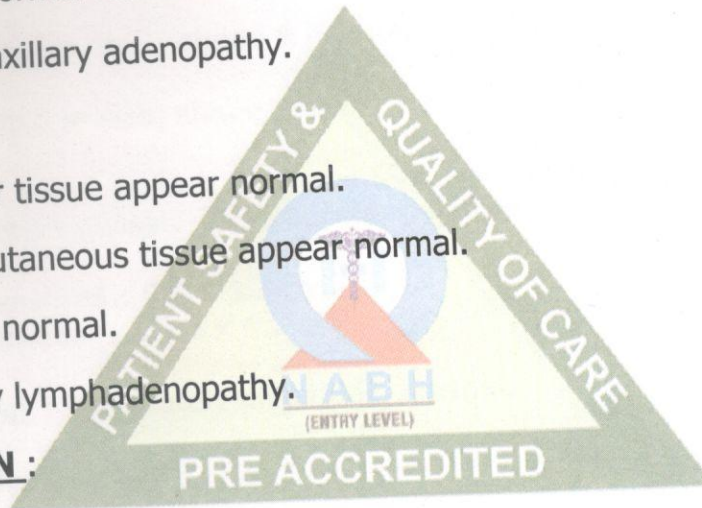 axillary adenopathy.
r tissue appear normal.
utaneous tissue appear normal.
normal.
y lymphadenopathy.
N :
PATIENT SAFETY &
QUALITY OF CARE
NABH
(ENTRY LEVEL)
PRE ACCREDITED